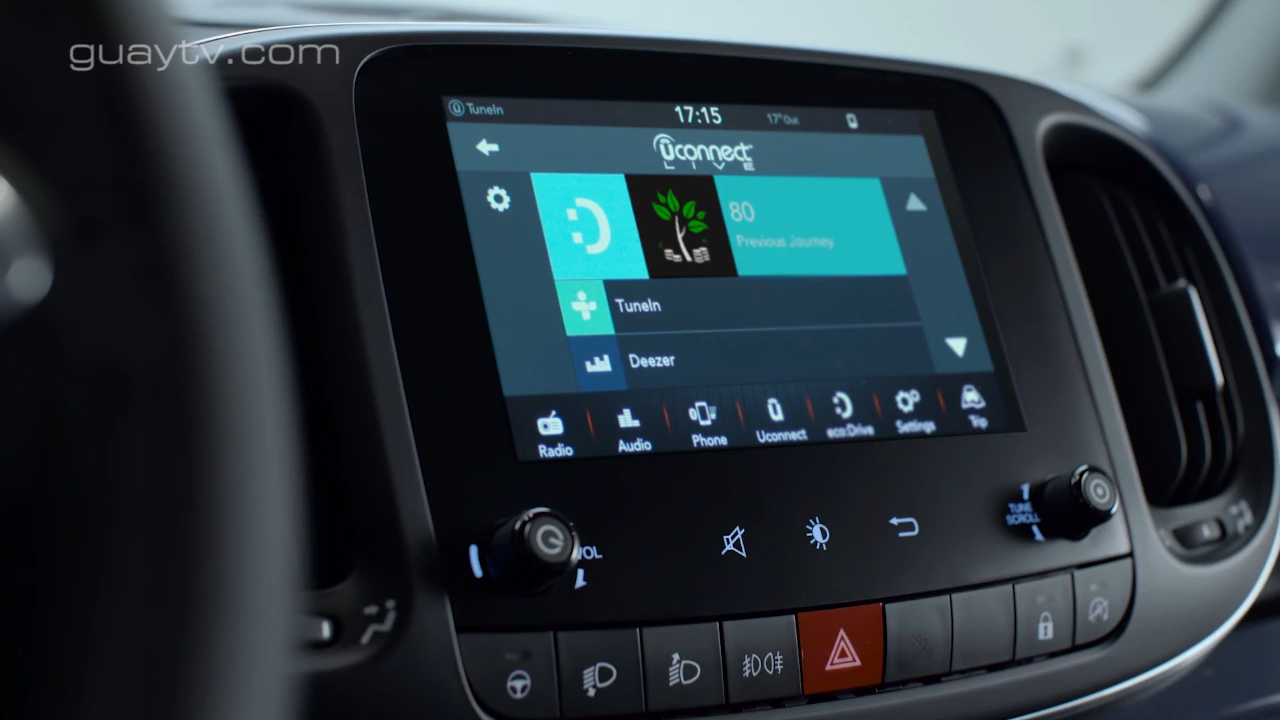 guaytv.com
TuneIn
17:15
17° Out
uconnect
LIVE
80
Previous Journey
TuneIn
Deezer
Radio
Audio
Phone
Uconnect
eco:Drive
Settings
Trip
VOL
TUNE
SCROLL